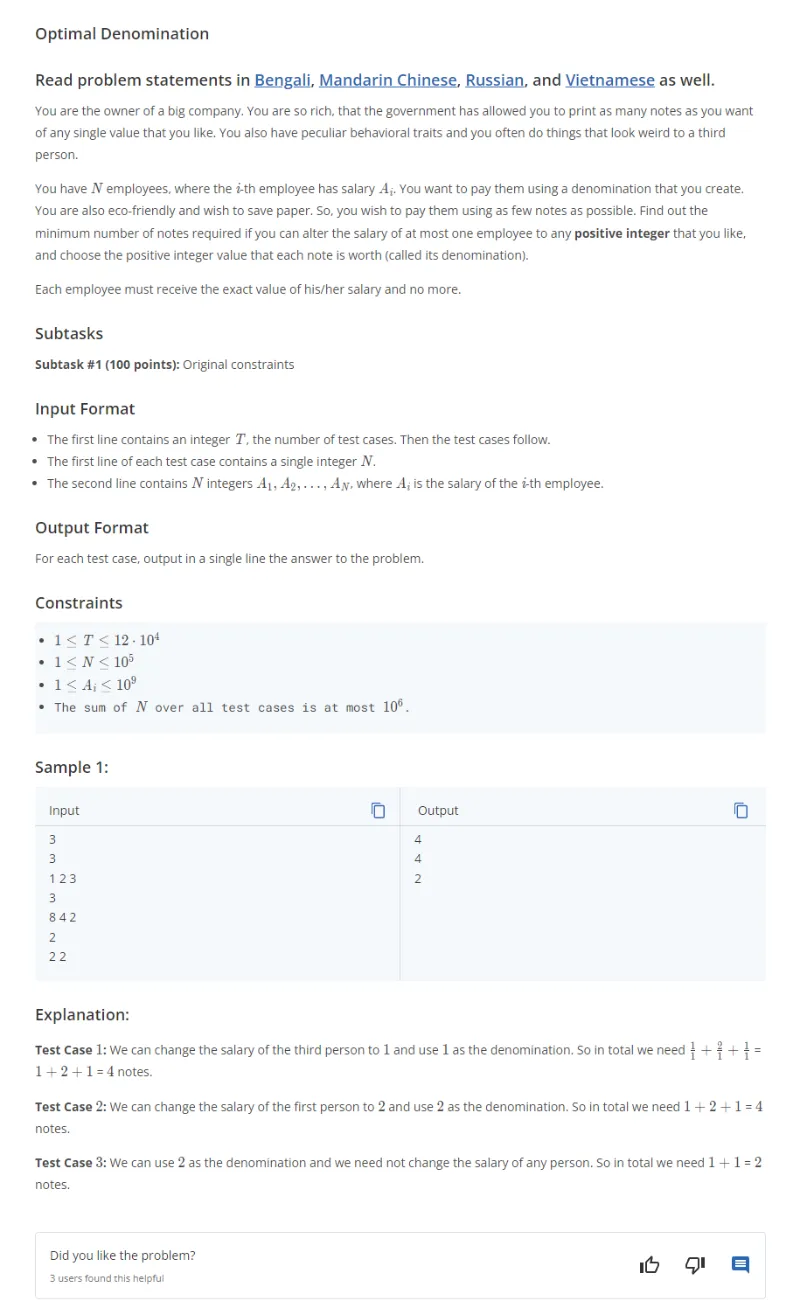 Optimal Denomination
Read problem statements in Bengali, Mandarin Chinese, Russian, and Vietnamese as well.
You are the owner of a big company. You are so rich, that the government has allowed you to print as many notes as you want
of any single value that you like. You also have peculiar behavioral traits and you often do things that look weird to a third
person.
You have N employees, where the i-th employee has salary A_i. You want to pay them using a denomination that you create.
You are also eco-friendly and wish to save paper. So, you wish to pay them using as few notes as possible. Find out the
minimum number of notes required if you can alter the salary of at most one employee to any positive integer that you like,
and choose the positive integer value that each note is worth (called its denomination).
Each employee must receive the exact value of his/her salary and no more.
Subtasks
Subtask #1 (100 points): Original constraints
Input Format
• The first line contains an integer T, the number of test cases. Then the test cases follow.
• The first line of each test case contains a single integer N.
• The second line contains N integers A_1, A_2, . . . , A_N, where A_i is the salary of the i-th employee.
Output Format
For each test case, output in a single line the answer to the problem.
Constraints
• 1 ≤ T ≤ 12 · 10^4
• 1 ≤ N ≤ 10^5
• 1 ≤ A_i ≤ 10^9
• The sum of N over all test cases is at most 10^6.
Sample 1:
Input Output
3 4
3 4
1 2 3 2
3
8 4 2
2
2 2
Explanation:
Test Case 1: We can change the salary of the third person to 1 and use 1 as the denomination. So in total we need 1/1 + 2/1 + 1/1 =
1 + 2 + 1 = 4 notes.
Test Case 2: We can change the salary of the first person to 2 and use 2 as the denomination. So in total we need 1 + 2 + 1 = 4
notes.
Test Case 3: We can use 2 as the denomination and we need not change the salary of any person. So in total we need 1 + 1 = 2
notes.
Did you like the problem?
3 users found this helpful